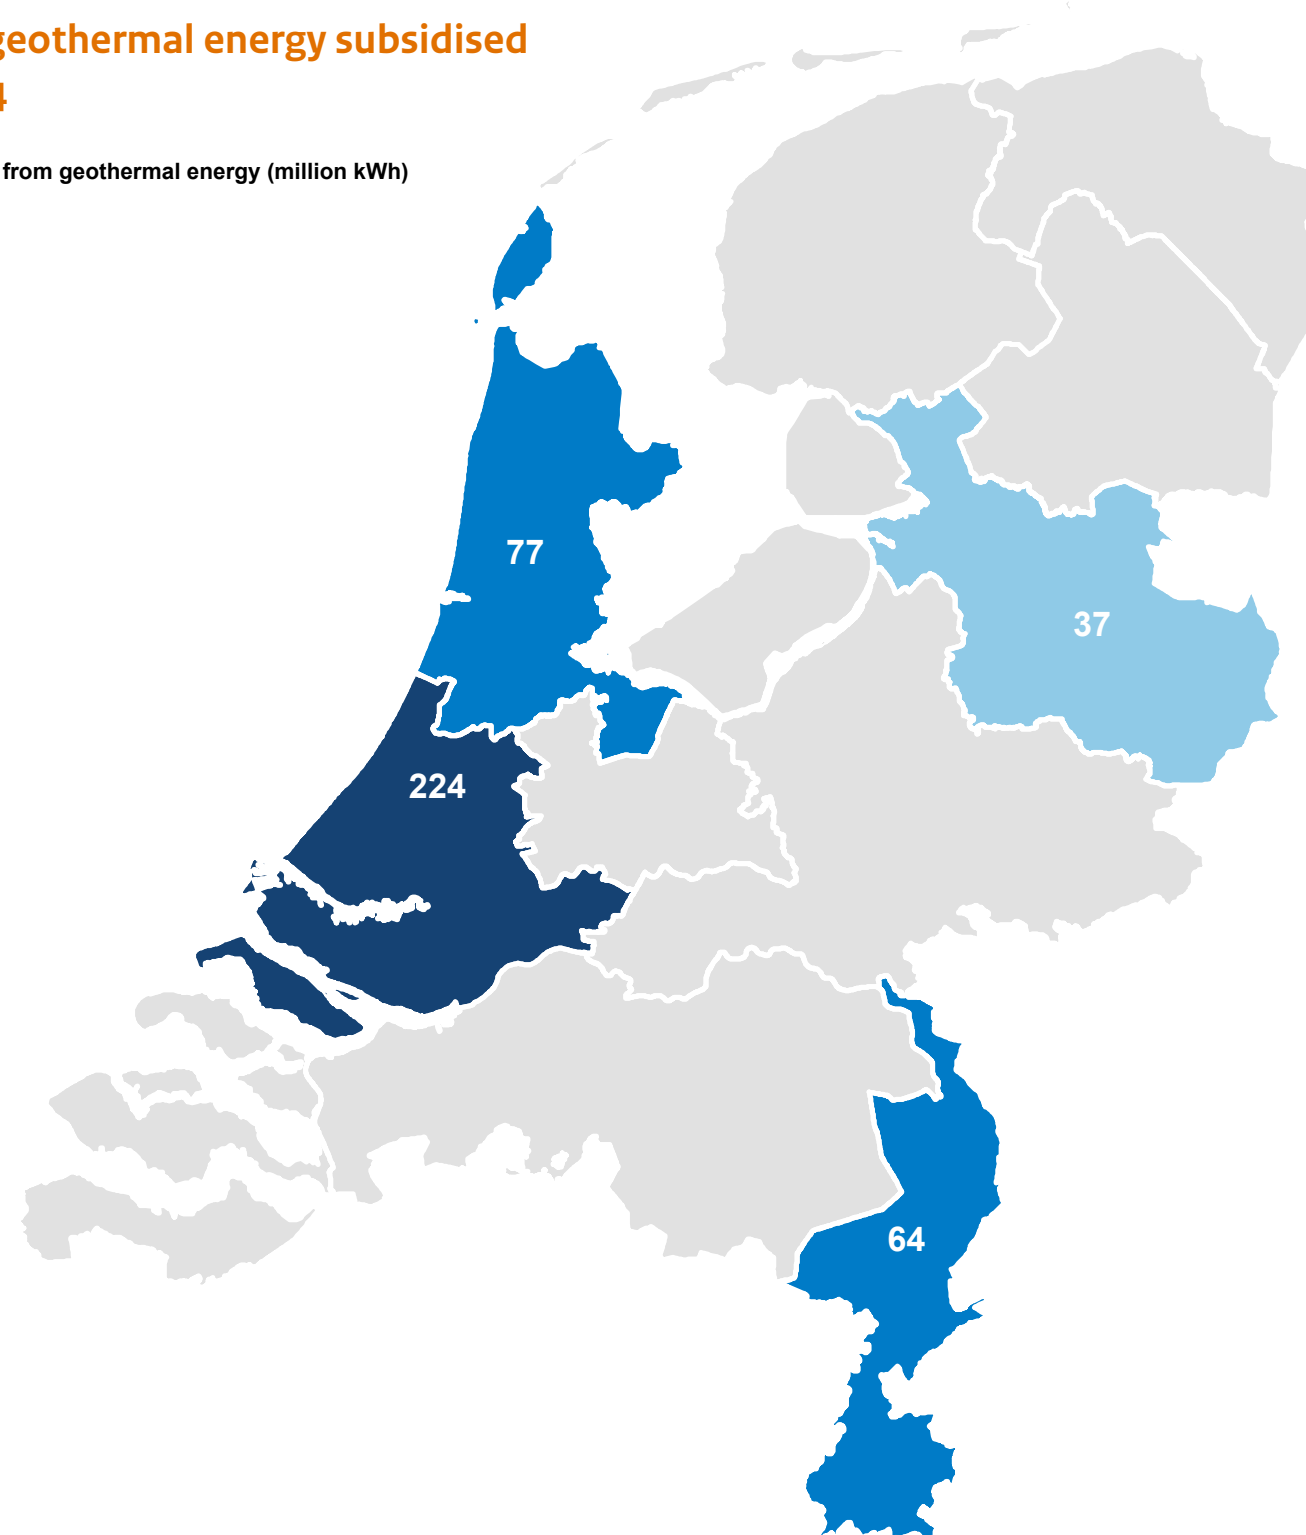 geothermal energy subsidised
4
from geothermal energy (million kWh)
77
37
224
64